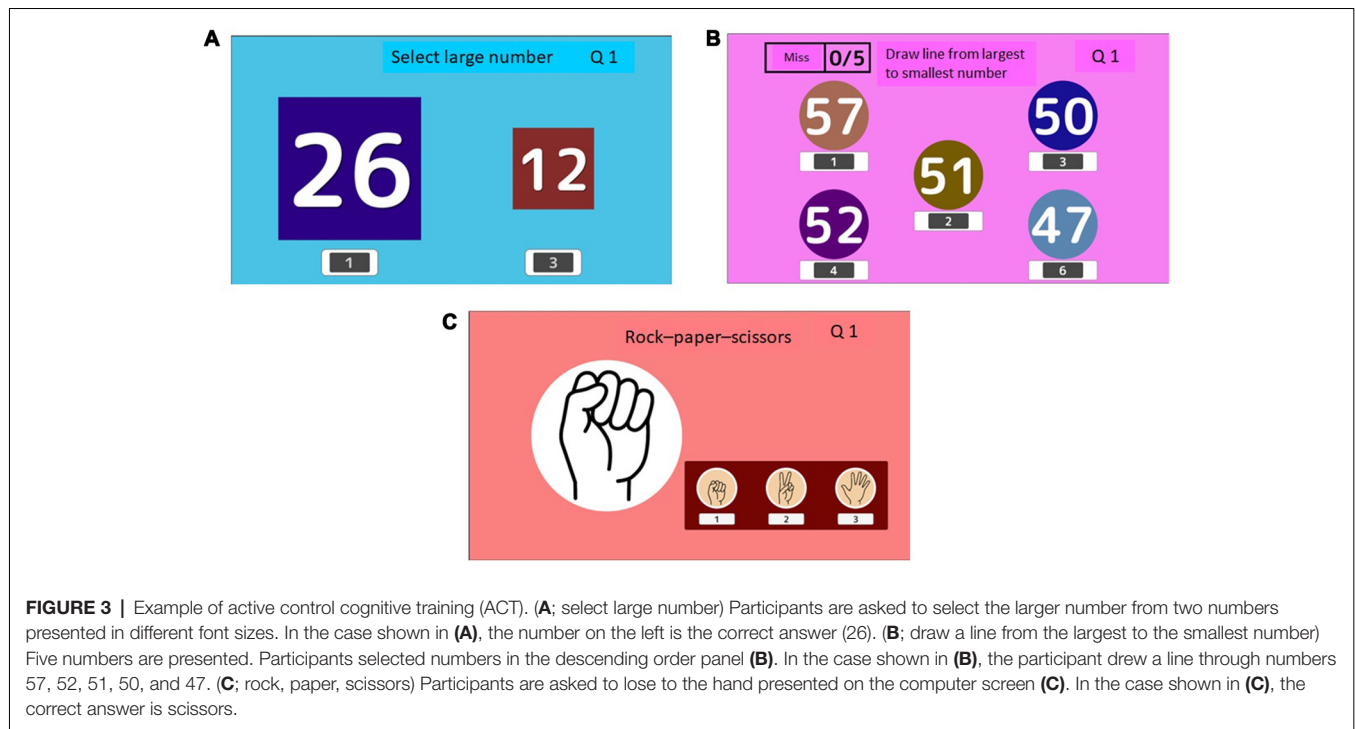 A
Select large number Q 1
26
12
1
3
B
Miss 0/5
Draw line from largest
to smallest number
Q 1
57
50
1
3
51
2
52
47
4
6
C
Rock–paper–scissors Q 1
1 2 3
FIGURE 3 | Example of active control cognitive training (ACT). (A; select large number) Participants are asked to select the larger number from two numbers
presented in different font sizes. In the case shown in (A), the number on the left is the correct answer (26). (B; draw a line from the largest to the smallest number)
Five numbers are presented. Participants selected numbers in the descending order panel (B). In the case shown in (B), the participant drew a line through numbers
57, 52, 51, 50, and 47. (C; rock, paper, scissors) Participants are asked to lose to the hand presented on the computer screen (C). In the case shown in (C), the
correct answer is scissors.